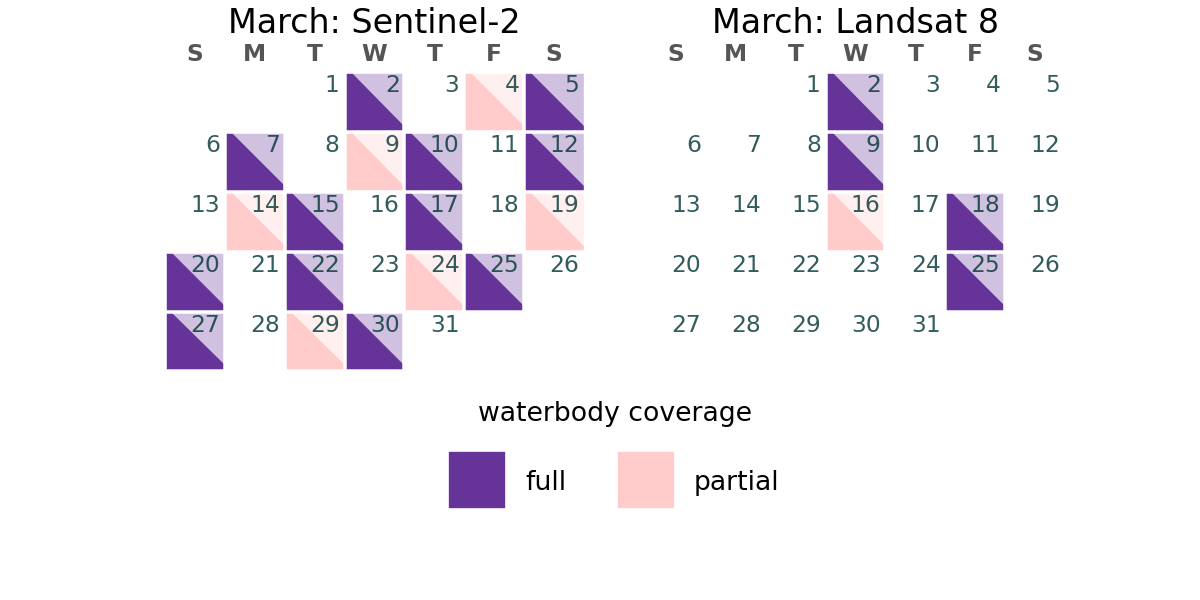 March: Sentinel-2
S M T W T F S
1 2 3 4 5
6 7 8 9 10 11 12
13 14 15 16 17 18 19
20 21 22 23 24 25 26
27 28 29 30 31
March: Landsat 8
S M T W T F S
1 2 3 4 5
6 7 8 9 10 11 12
13 14 15 16 17 18 19
20 21 22 23 24 25 26
27 28 29 30 31
waterbody coverage
full
partial